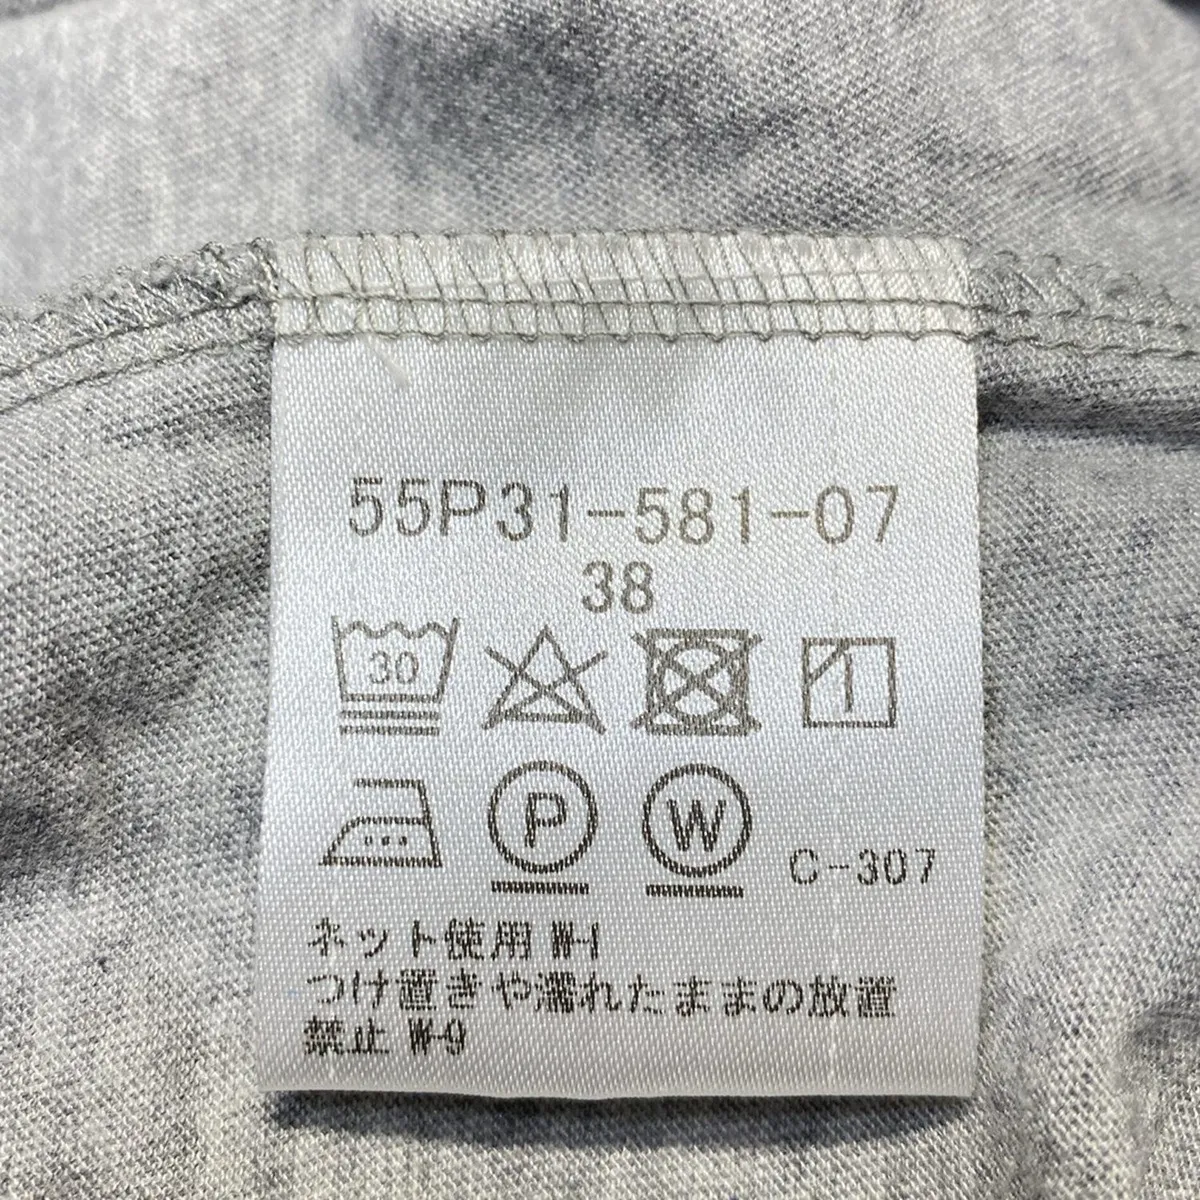 55P31-581-07
38
30
P W C-307
ネット使用 W-1
つけ置きや濡れたままの放置
禁止 W-9